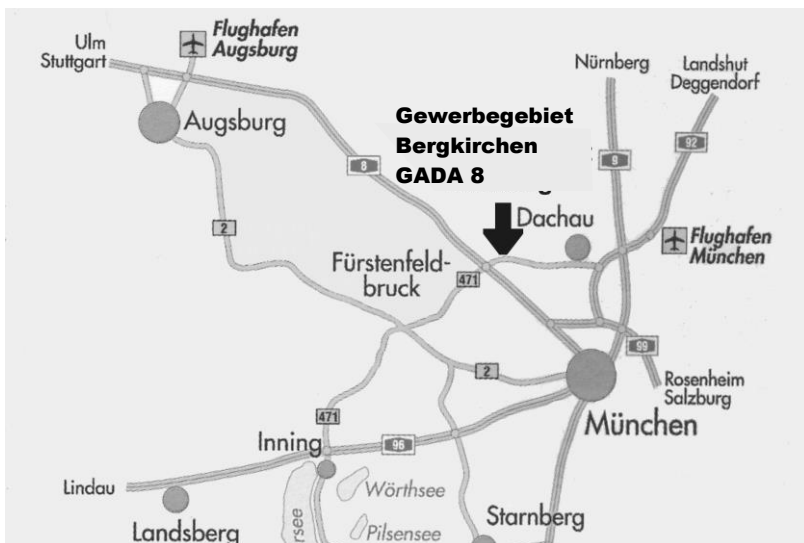 Ulm
Stuttgart
Flughafen
Augsburg
Augsburg
Nürnberg
Landshut
Deggendorf
Gewerbegebiet
Bergkirchen
GADA 8
8
9
92
2
Dachau
Flughafen
München
Fürstenfeld-
bruck
471
99
2
Rosenheim
Salzburg
München
471
Inning
96
Lindau
Landsberg
ersee
Wörthsee
Pilsensee
Starnberg